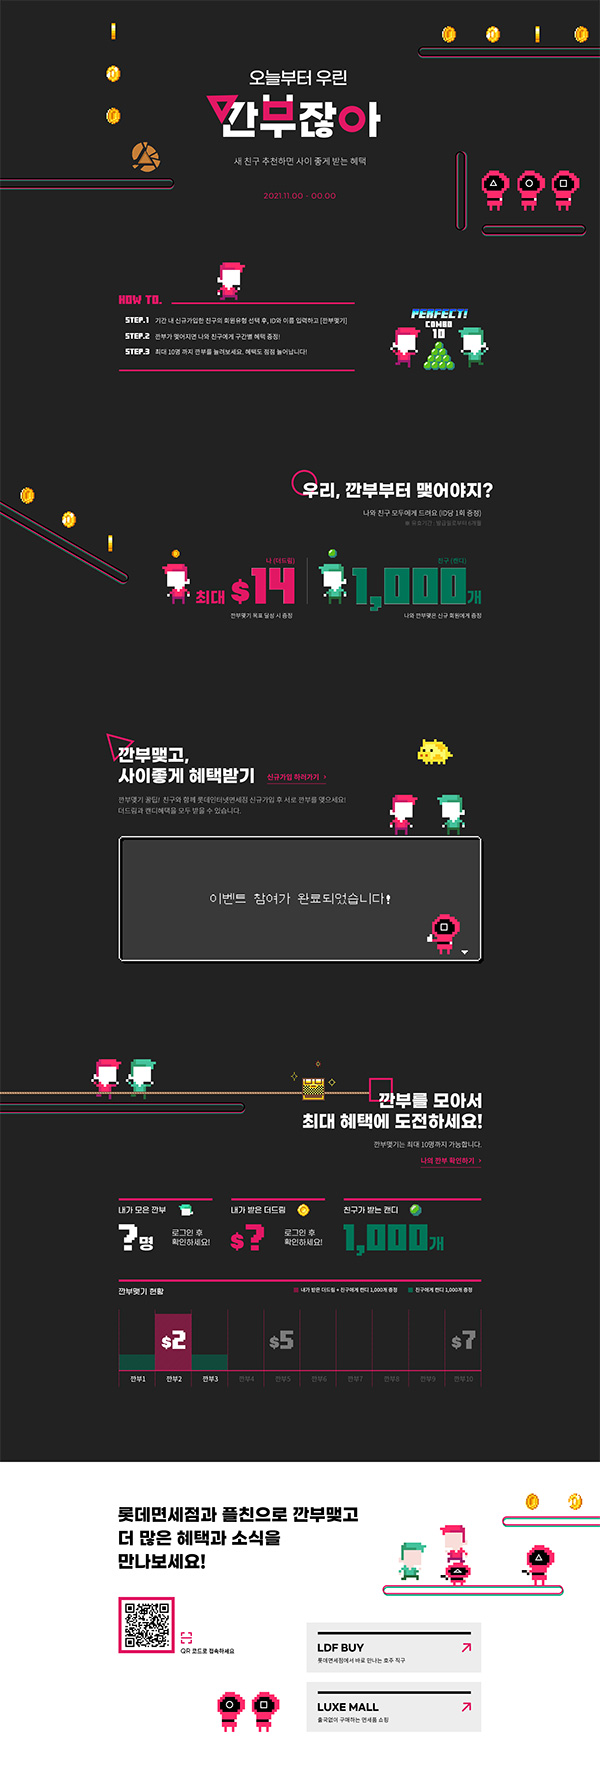 오늘부터 우린
깐부잖아
새 친구 추천하면 사이 좋게 받는 혜택
2021.11.00 - 00.00
HOW TO.
STEP.1 기간 내 신규가입한 친구의 회원유형 선택 후, ID와 이름 입력하고 [깐부맺기]
STEP.2 깐부가 맺어지면 나와 친구에게 구간별 혜택 증정!
STEP.3 최대 10명 까지 깐부를 늘려보세요. 혜택도 점점 늘어납니다!
PERFECT!
COMBO
10
우리, 깐부부터 맺어야지?
나와 친구 모두에게 드려요 (ID당 1회 증정)
※ 유효기간 : 발급일로부터 6개월
나 (더드림)
최대 $14
깐부맺기 목표 달성 시 증정
친구 (캔디)
1,000개
나와 깐부맺은 신규 회원에게 증정
깐부맺고,
사이좋게 혜택받기
신규가입 하러가기 >
깐부맺기 꿀팁! 친구와 함께 롯데인터넷면세점 신규가입 후 서로 깐부를 맺으세요!
더드림과 캔디혜택을 모두 받을 수 있습니다.
이벤트 참여가 완료되었습니다!
깐부를 모아서
최대 혜택에 도전하세요!
깐부맺기는 최대 10명까지 가능합니다.
나의 깐부 확인하기 >
내가 모은 깐부
?명
로그인 후
확인하세요!
내가 받은 더드림
$?
로그인 후
확인하세요!
친구가 받는 캔디
1,000개
깐부맺기 현황
내가 받은 더드림 + 친구에게 캔디 1,000개 증정
친구에게 캔디 1,000개 증정
$2
$5
$7
깐부1 깐부2 깐부3 깐부4 깐부5 깐부6 깐부7 깐부8 깐부9 깐부10
롯데면세점과 플친으로 깐부맺고
더 많은 혜택과 소식을
만나보세요!
QR 코드로 접속하세요
LDF BUY
롯데면세점에서 바로 만나는 호주 직구
LUXE MALL
출국없이 구매하는 면세품 쇼핑